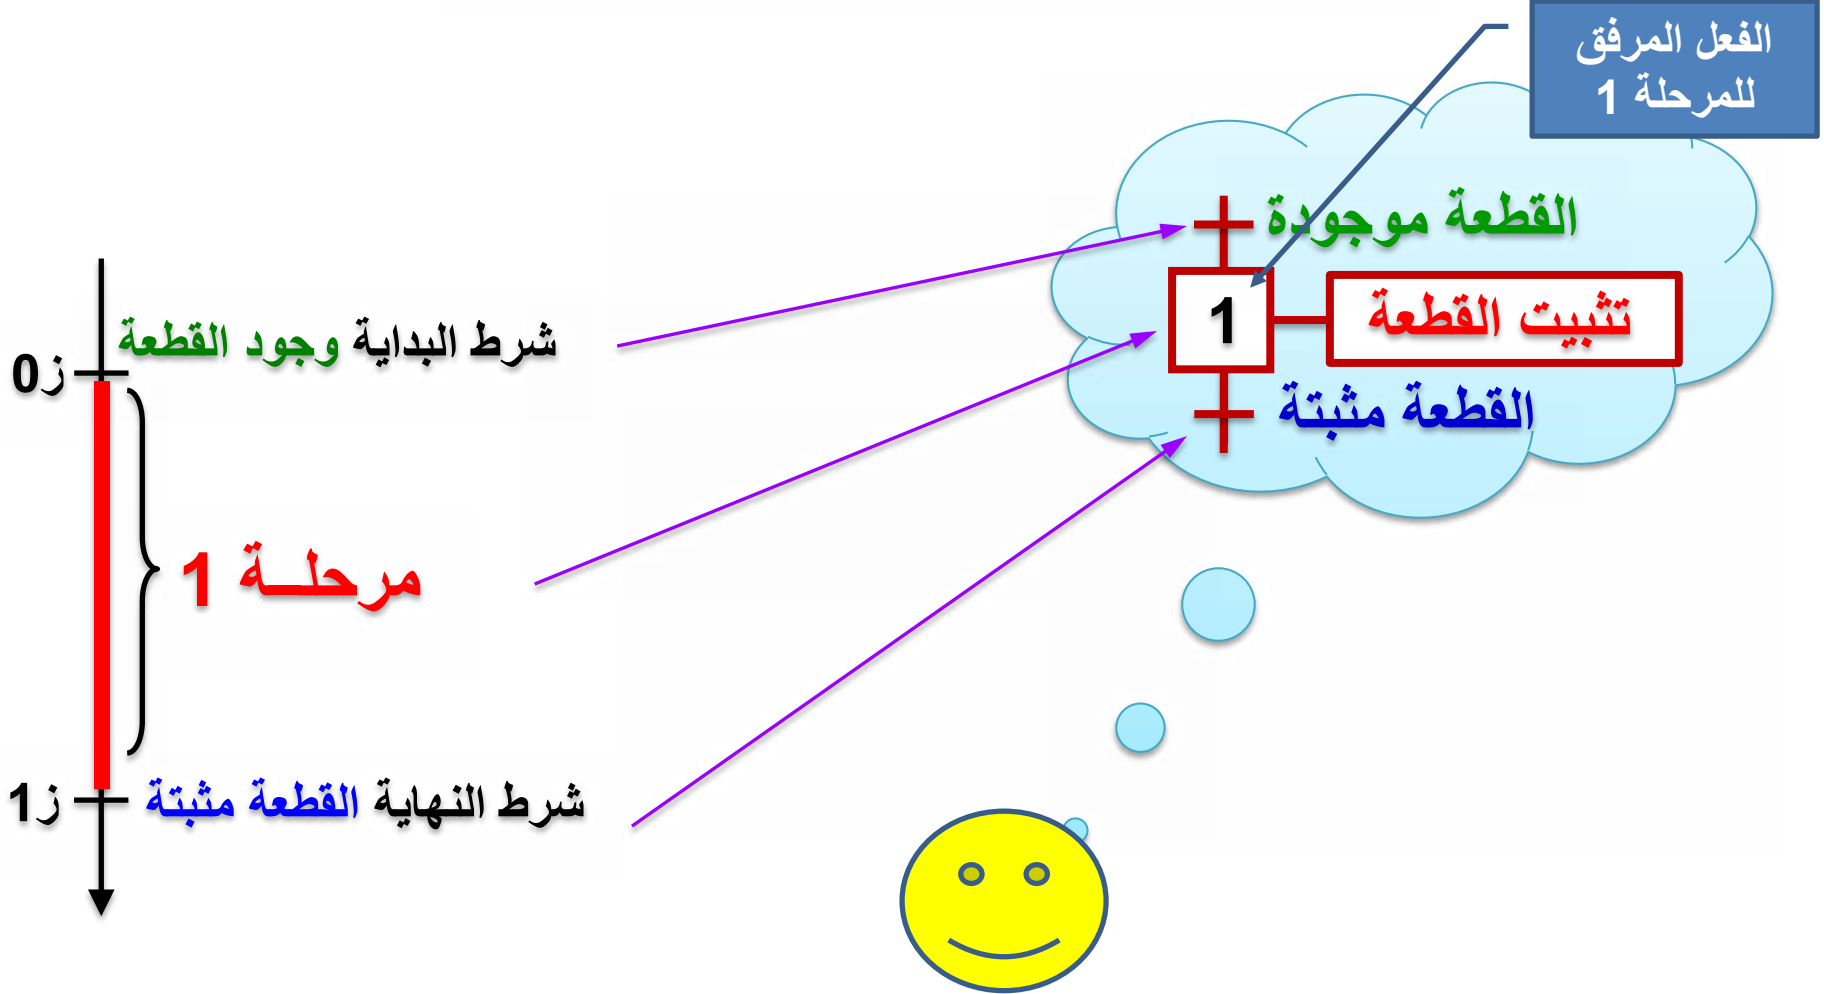 الفعل المرفق
للمرحلة 1
القطعة موجودة
1
تثبيت القطعة
القطعة مثبتة
شرط البداية وجود القطعة
ز0
مرحلــة 1
شرط النهاية القطعة مثبتة
ز1